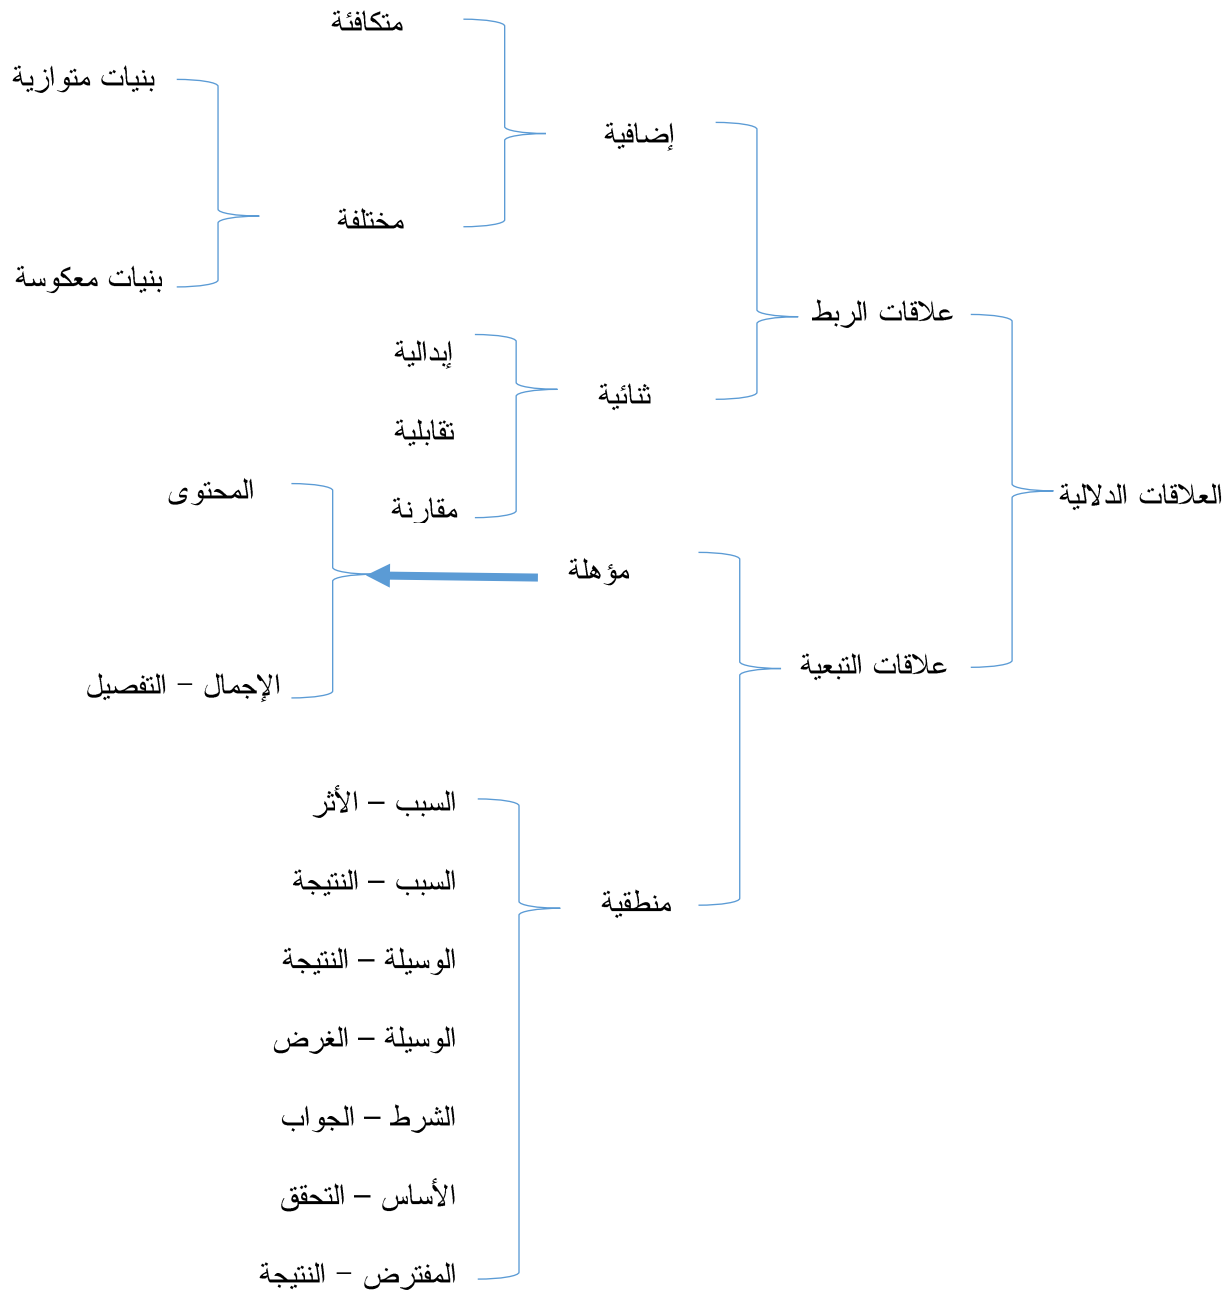 متكافئة
بنيات متوازية
إضافية
مختلفة
بنيات معكوسة
علاقات الربط
إبدالية
ثنائية
تقابلية
المحتوى
العلاقات الدلالية
مقارنة
مؤهلة
علاقات التبعية
الإجمال – التفصيل
السبب – الأثر
السبب – النتيجة
منطقية
الوسيلة – النتيجة
الوسيلة – الغرض
الشرط – الجواب
الأساس – التحقق
المفترض – النتيجة